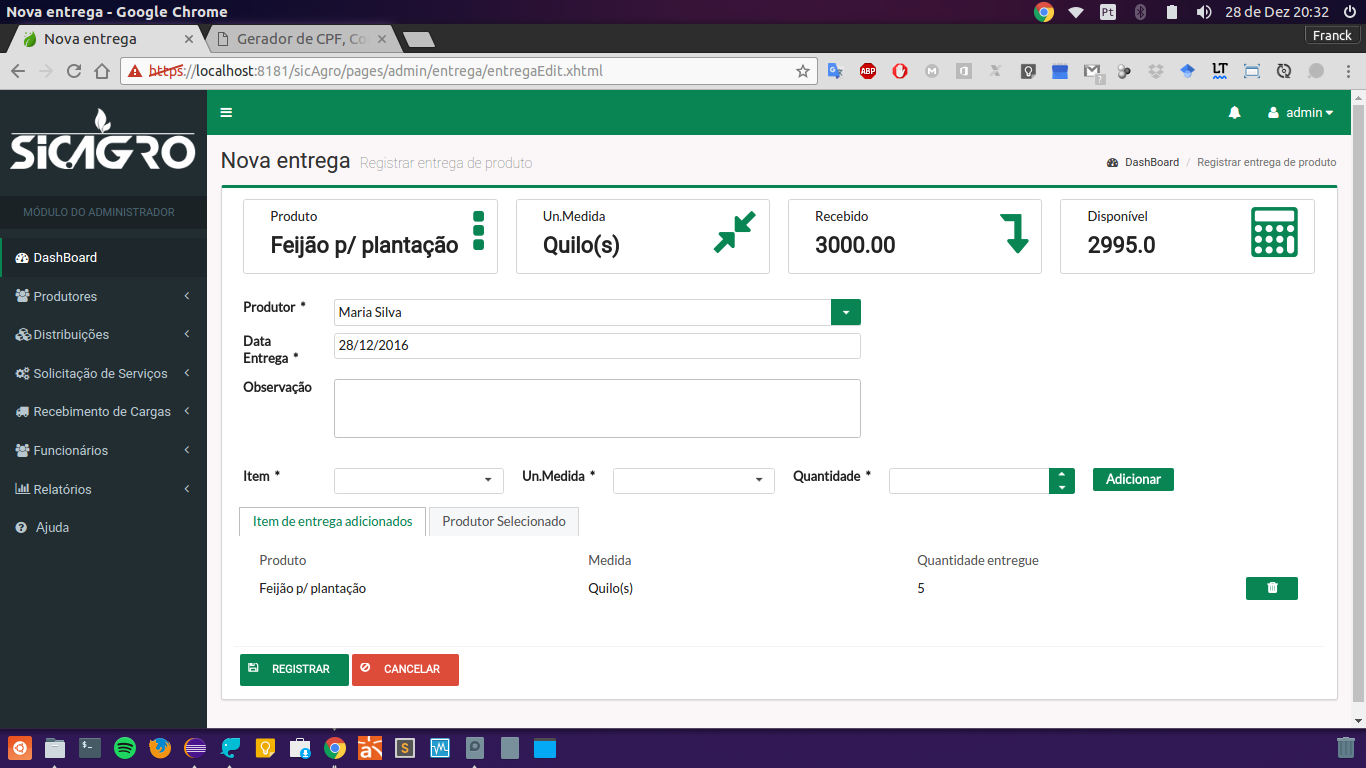 Nova entrega - Google Chrome
Pt
28 de Dez 20:32
Nova entrega
Gerador de CPF, Co
Franck
https://localhost:8181/sicAgro/pages/admin/entrega/entregaEdit.xhtml
ABP
LT
SICAGRO
admin
Nova entrega Registrar entrega de produto
DashBoard / Registrar entrega de produto
MÓDULO DO ADMINISTRADOR
DashBoard
Produtores
Distribuições
Solicitação de Serviços
Recebimento de Cargas
Funcionários
Relatórios
Ajuda
Produto
Feijão p/ plantação
Un.Medida
Quilo(s)
Recebido
3000.00
Disponível
2995.0
Produtor *
Maria Silva
Data
Entrega *
28/12/2016
Observação
Item *
Un.Medida *
Quantidade *
Adicionar
Item de entrega adicionados
Produtor Selecionado
Produto Medida Quantidade entregue
Feijão p/ plantação Quilo(s) 5
REGISTRAR
CANCELAR